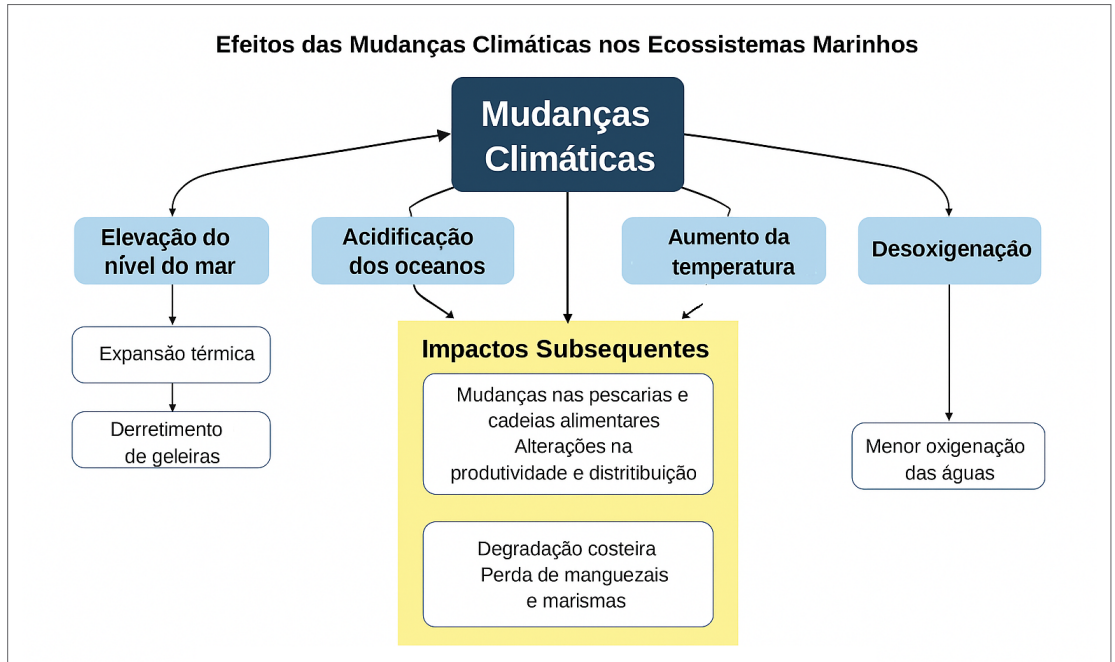 Efeitos das Mudanças Climáticas nos Ecossistemas Marinhos
Mudanças
Climáticas
Elevação do
nível do mar
Acidificação
dos oceanos
Aumento da
temperatura
Desoxigenação
Expansão térmica
Derretimento
de geleiras
Impactos Subsequentes
Mudanças nas pescarias e
cadeias alimentares
Alterações na
produtividade e distritibuição
Degradação costeira
Perda de manguezais
e marismas
Menor oxigenação
das águas